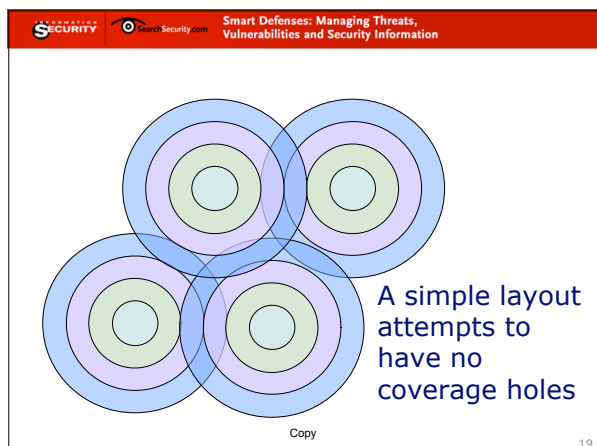 INFORMATION
SECURITY
SearchSecurity.com
Smart Defenses: Managing Threats,
Vulnerabilities and Security Information
A simple layout
attempts to
have no
coverage holes
Copy
19